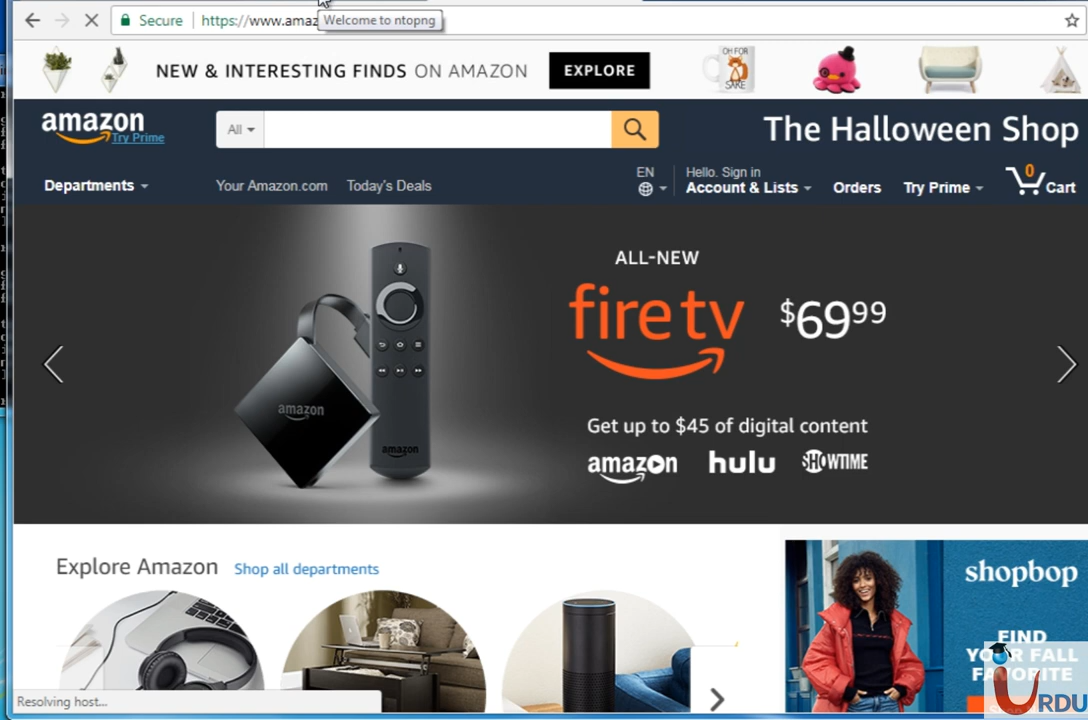 Secure
https://www.amaz
Welcome to ntopng
NEW & INTERESTING FINDS ON AMAZON
EXPLORE
OH FOR
SAKE
amazon
Try Prime
All
The Halloween Shop
Departments
Your Amazon.com
Today's Deals
EN
Hello. Sign in
Account & Lists
Orders
Try Prime
0
Cart
ALL-NEW
fire tv
$69.99
amazon
amazon
Get up to $45 of digital content
amazon
hulu
SHOWTIME
Explore Amazon
Shop all departments
shopbop
FIND
YOUR FALL
FAVORITE
URDU
Resolving host...